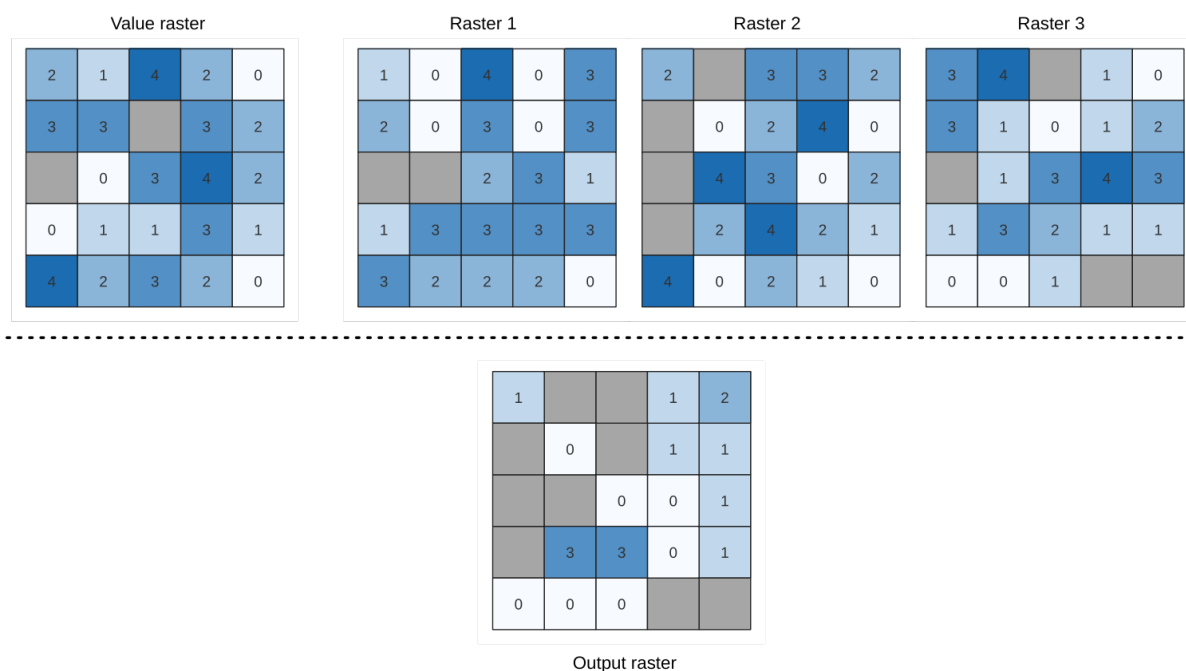 Value raster Raster 1 Raster 2 Raster 3
2 1 4 2 0 1 0 4 0 3 2 3 3 2 3 4 1 0
3 3 3 2 2 0 3 0 3 0 2 4 0 3 1 0 1 2
0 3 4 2 2 3 1 4 3 0 2 1 3 4 3
0 1 1 3 1 1 3 3 3 3 2 4 2 1 1 3 2 1 1
4 2 3 2 0 3 2 2 2 0 4 0 2 1 0 0 0 1
1 1 2
0 1 1
0 0 1
3 3 0 1
0 0 0
Output raster